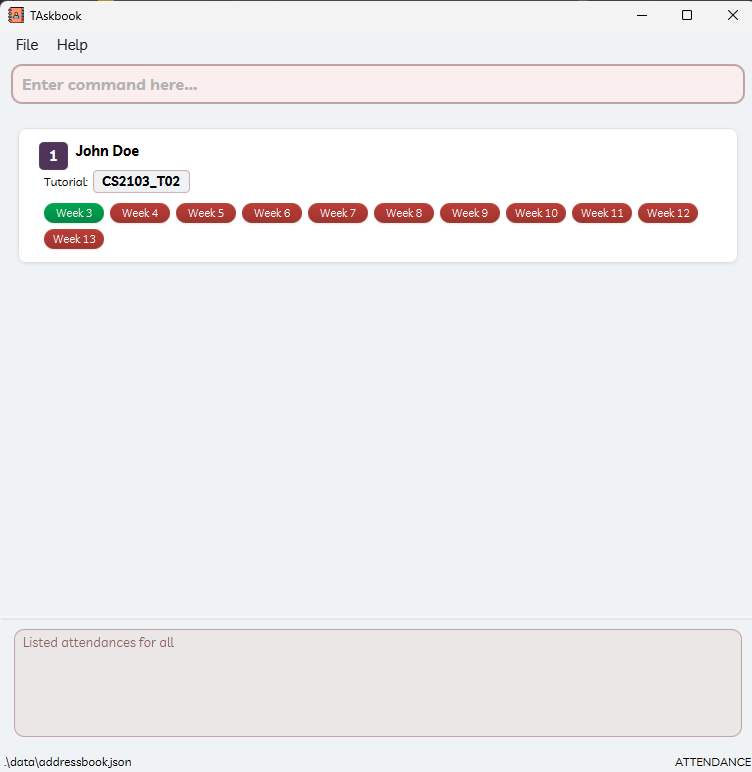 TAskbook
File Help
Enter command here...
1 John Doe
Tutorial: CS2103_T02
Week 3 Week 4 Week 5 Week 6 Week 7 Week 8 Week 9 Week 10 Week 11 Week 12
Week 13
Listed attendances for all
.\data\addressbook.json ATTENDANCE